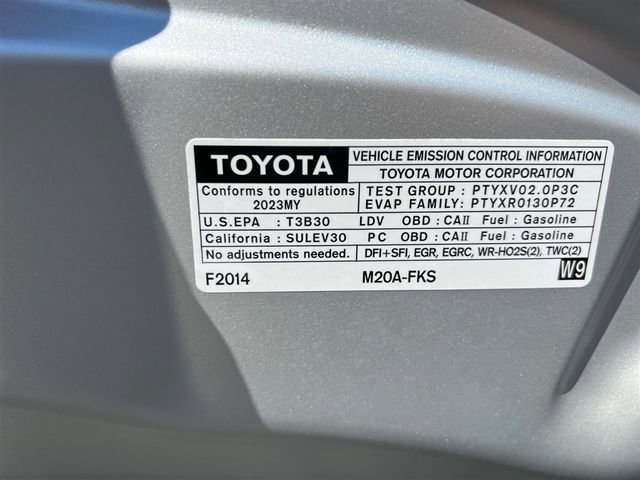 TOYOTA
VEHICLE EMISSION CONTROL INFORMATION
TOYOTA MOTOR CORPORATION
Conforms to regulations
2023MY
TEST GROUP : PTYXV02.0P3C
EVAP FAMILY: PTYXR0130P72
U.S.EPA : T3B30 LDV OBD : CAII Fuel : Gasoline
California : SULEV30 PC OBD : CAII Fuel : Gasoline
No adjustments needed. DFI+SFI, EGR, EGRC, WR-HO2S(2), TWC(2)
F2014 M20A-FKS W9